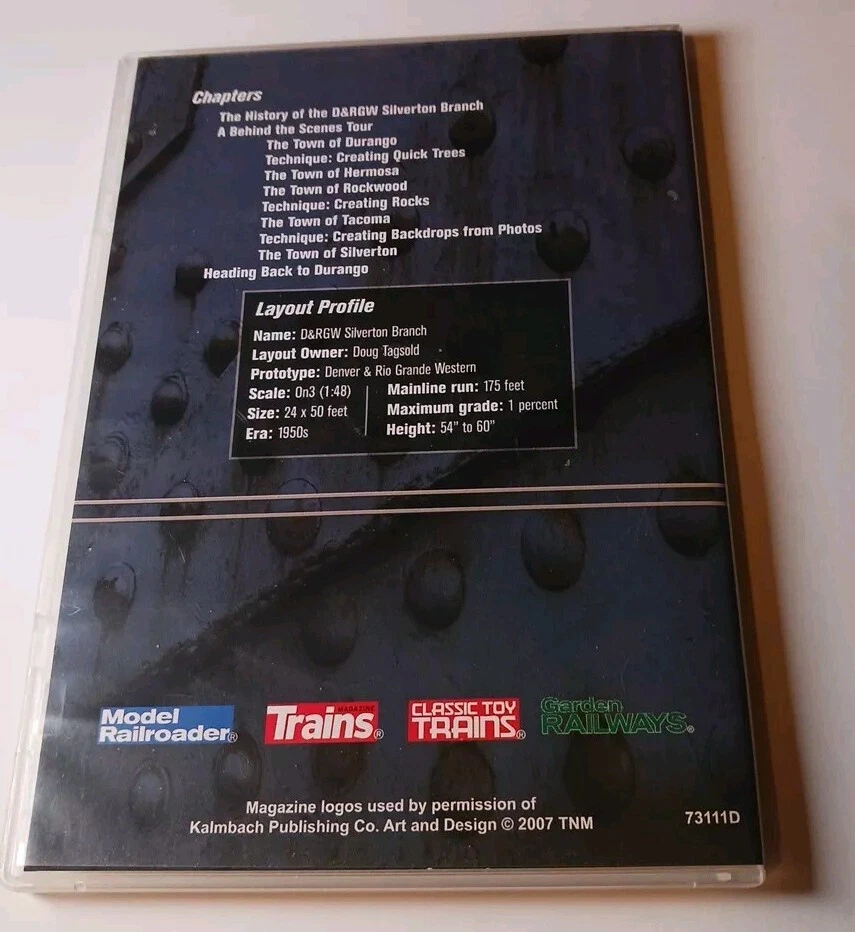 Chapters
The History of the D&RGW Silverton Branch
A Behind the Scenes Tour
The Town of Durango
Technique: Creating Quick Trees
The Town of Hermosa
The Town of Rockwood
Technique: Creating Rocks
The Town of Tacoma
Technique: Creating Backdrops from Photos
The Town of Silverton
Heading Back to Durango
Layout Profile
Name: D&RGW Silverton Branch
Layout Owner: Doug Tagsold
Prototype: Denver & Rio Grande Western
Scale: On3 (1:48)
Size: 24 x 50 feet
Era: 1950s
Mainline run: 175 feet
Maximum grade: 1 percent
Height: 54" to 60"
Model
Railroader®
MAGAZINE
Trains®
CLASSIC TOY
TRAINS®
Garden
RAILWAYS®
Magazine logos used by permission of
Kalmbach Publishing Co. Art and Design © 2007 TNM
73111D